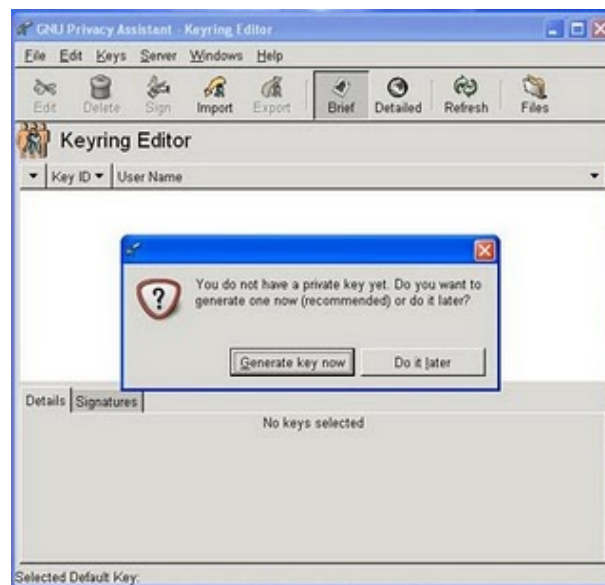 GNU Privacy Assistant - Keyring Editor
File Edit Keys Server Windows Help
Edit Delete Sign Import Export Brief Detailed Refresh Files
Keyring Editor
Key ID User Name
You do not have a private key yet. Do you want to
generate one now (recommended) or do it later?
Generate key now Do it later
Details Signatures
No keys selected
Selected Default Key: